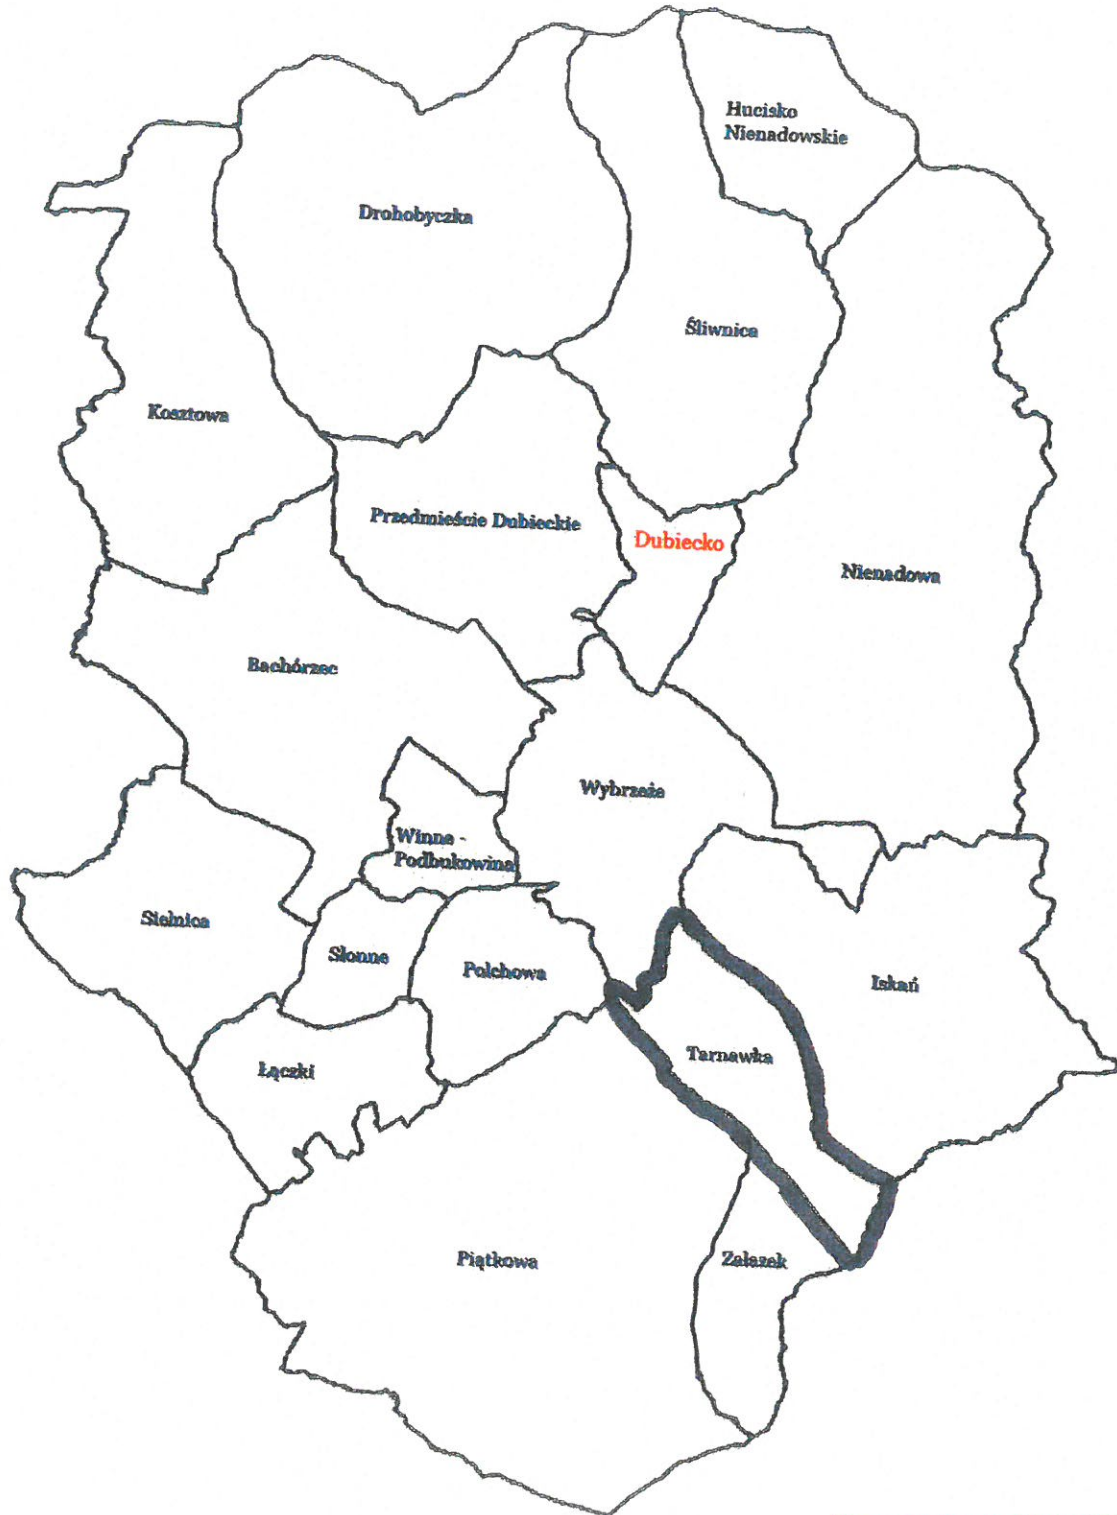 Hucisko
Nienadowskie
Drohobyczka
Śliwnica
Kosztowa
Przedmieście Dubieckie
Dubiecko
Nienadowa
Bachórzec
Wybrzeże
Winne -
Podbukowina
Sielnica
Słonne
Polchowa
Iskań
Tarnawka
Łączki
Piątkowa
Załazek